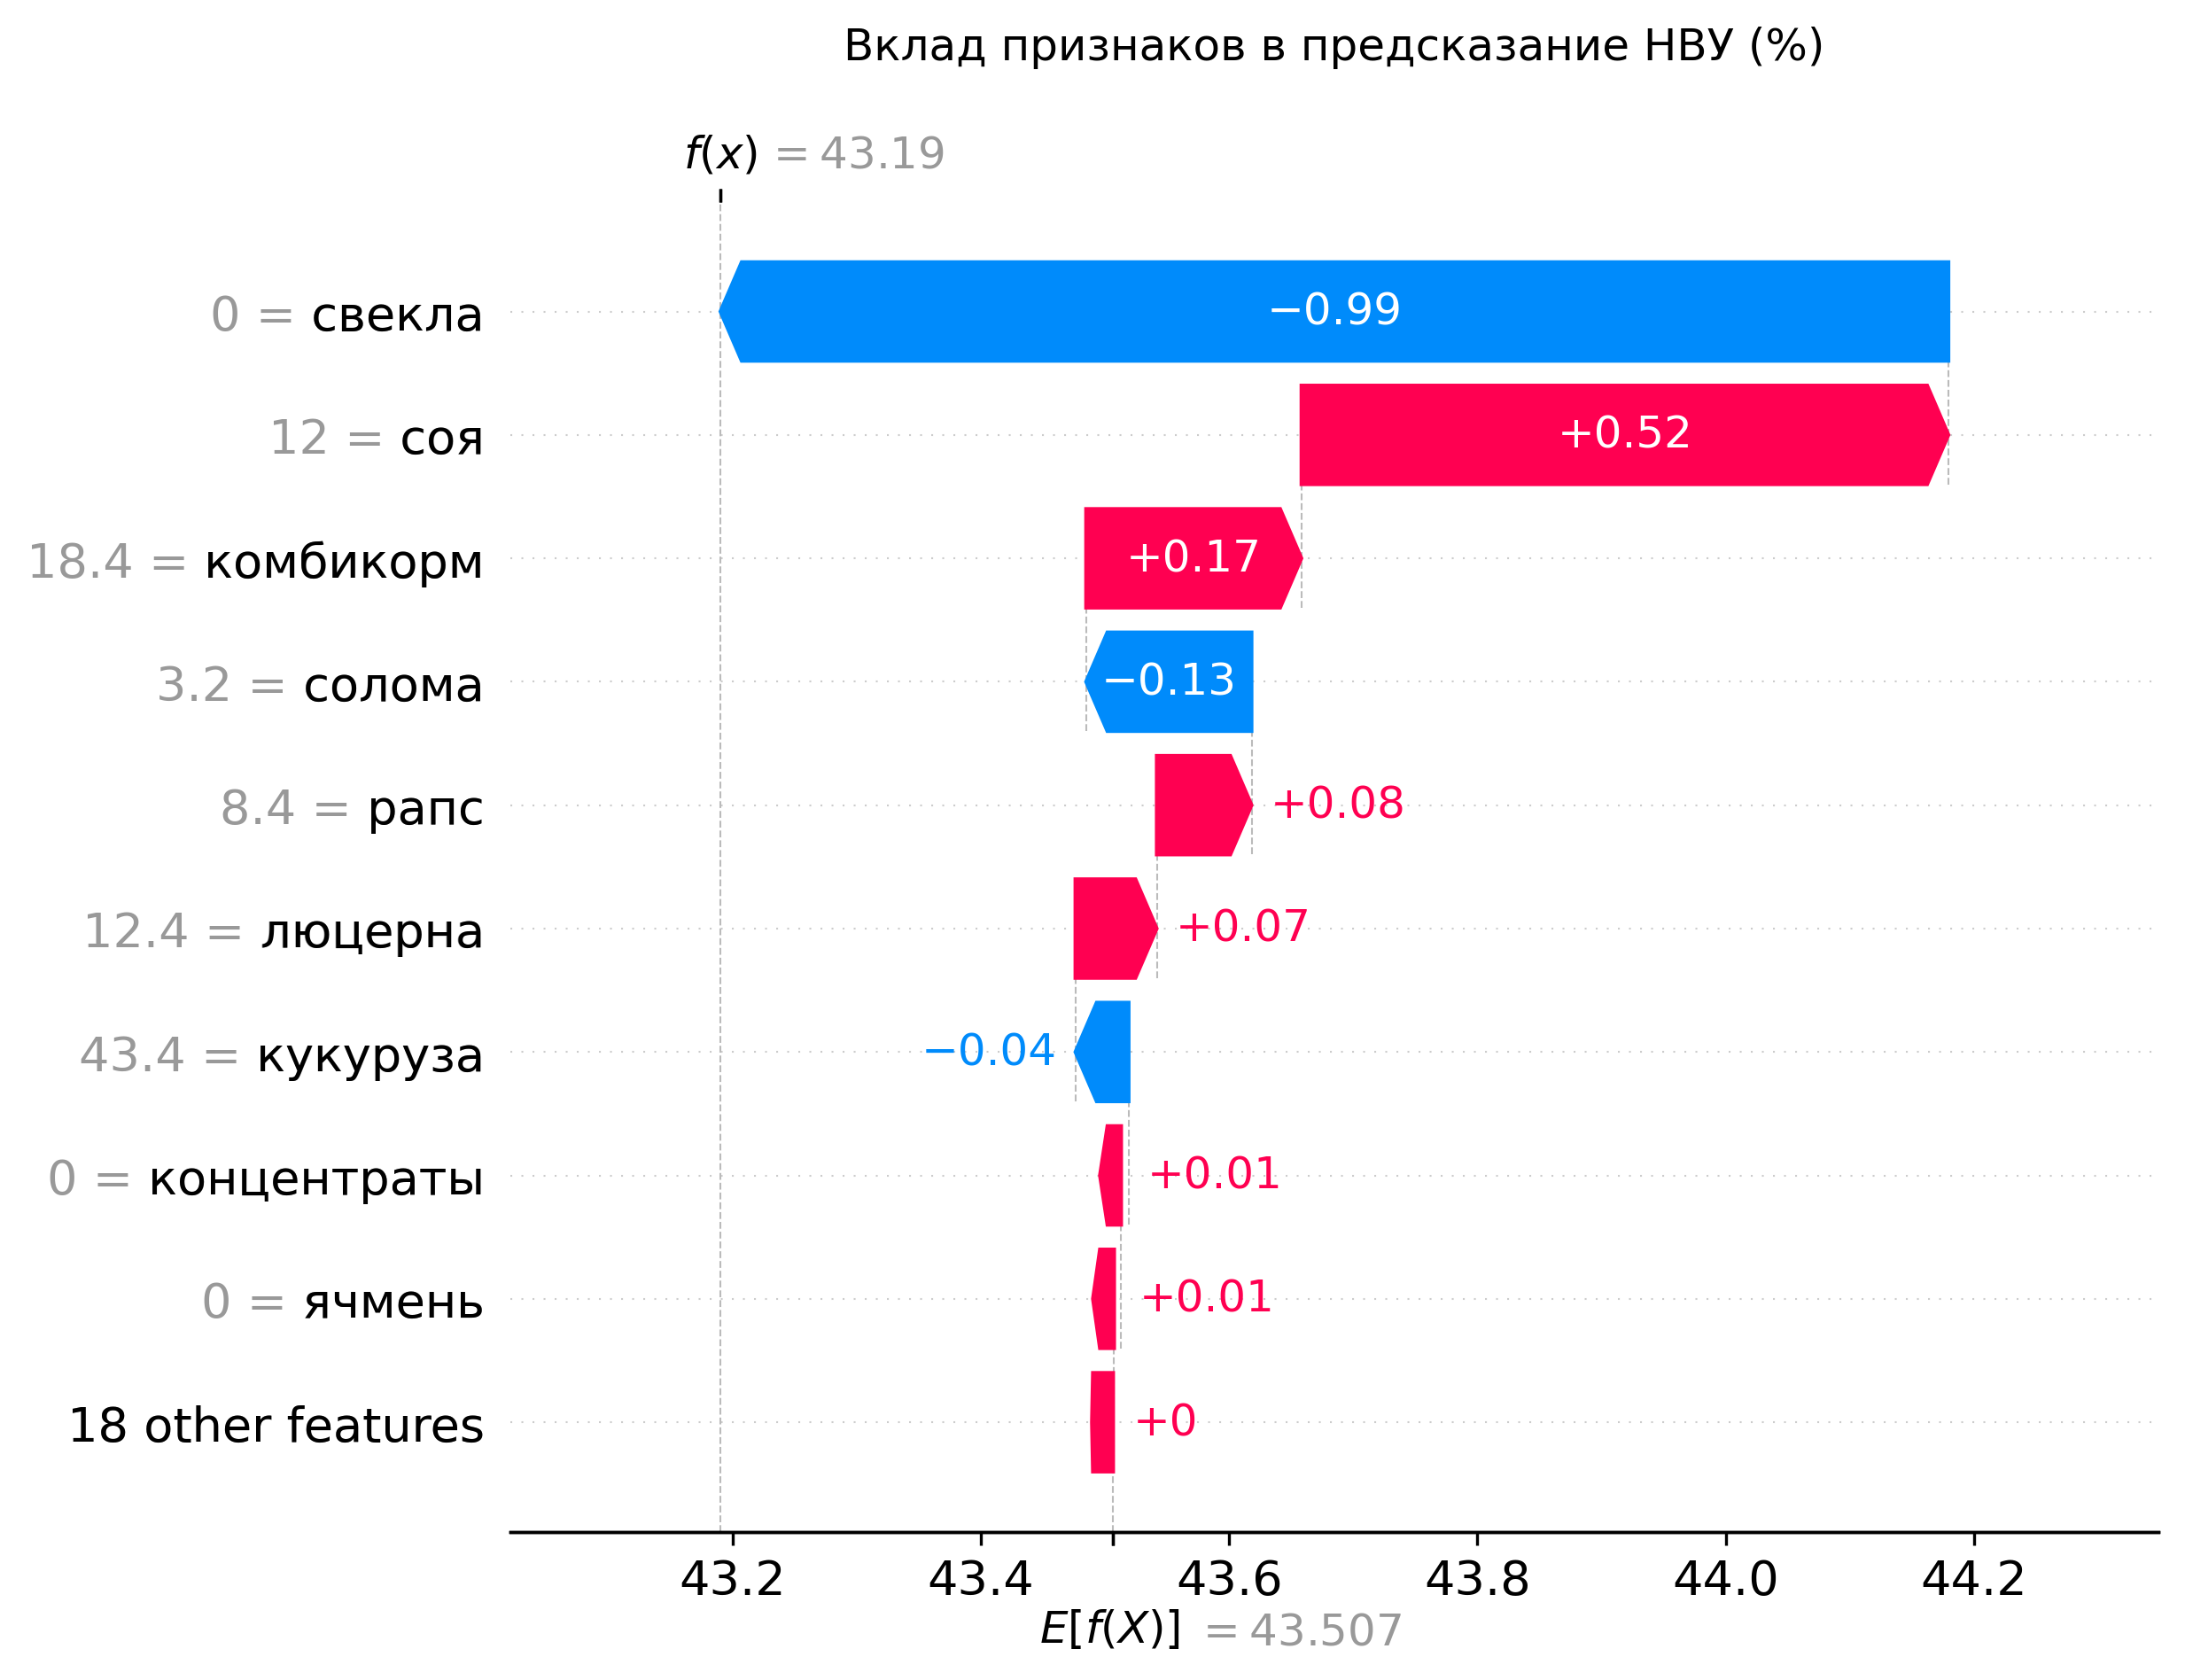 Вклад признаков в предсказание НВУ (%)
f(x) = 43.19
0 = свекла
−0.99
12 = соя
+0.52
18.4 = комбикорм
+0.17
3.2 = солома
−0.13
8.4 = рапс
+0.08
12.4 = люцерна
+0.07
43.4 = кукуруза
−0.04
0 = концентраты
+0.01
0 = ячмень
+0.01
18 other features
+0
43.2 43.4 43.6 43.8 44.0 44.2
E[f(X)] = 43.507